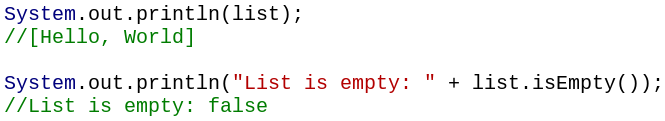 System.out.println(list);
//[Hello, World]
System.out.println("List is empty: " + list.isEmpty());
//List is empty: false